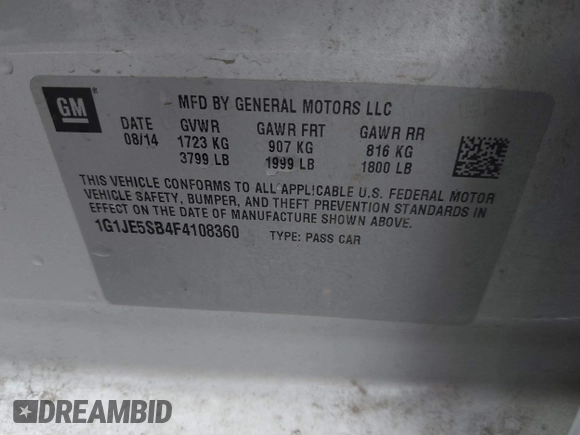 GM ®
MFD BY GENERAL MOTORS LLC
DATE GVWR GAWR FRT GAWR RR
08/14 1723 KG 907 KG 816 KG
3799 LB 1999 LB 1800 LB
THIS VEHICLE CONFORMS TO ALL APPLICABLE U.S. FEDERAL MOTOR
VEHICLE SAFETY, BUMPER, AND THEFT PREVENTION STANDARDS IN
EFFECT ON THE DATE OF MANUFACTURE SHOWN ABOVE.
1G1JE5SB4F4108360 TYPE: PASS CAR
DREAMBID